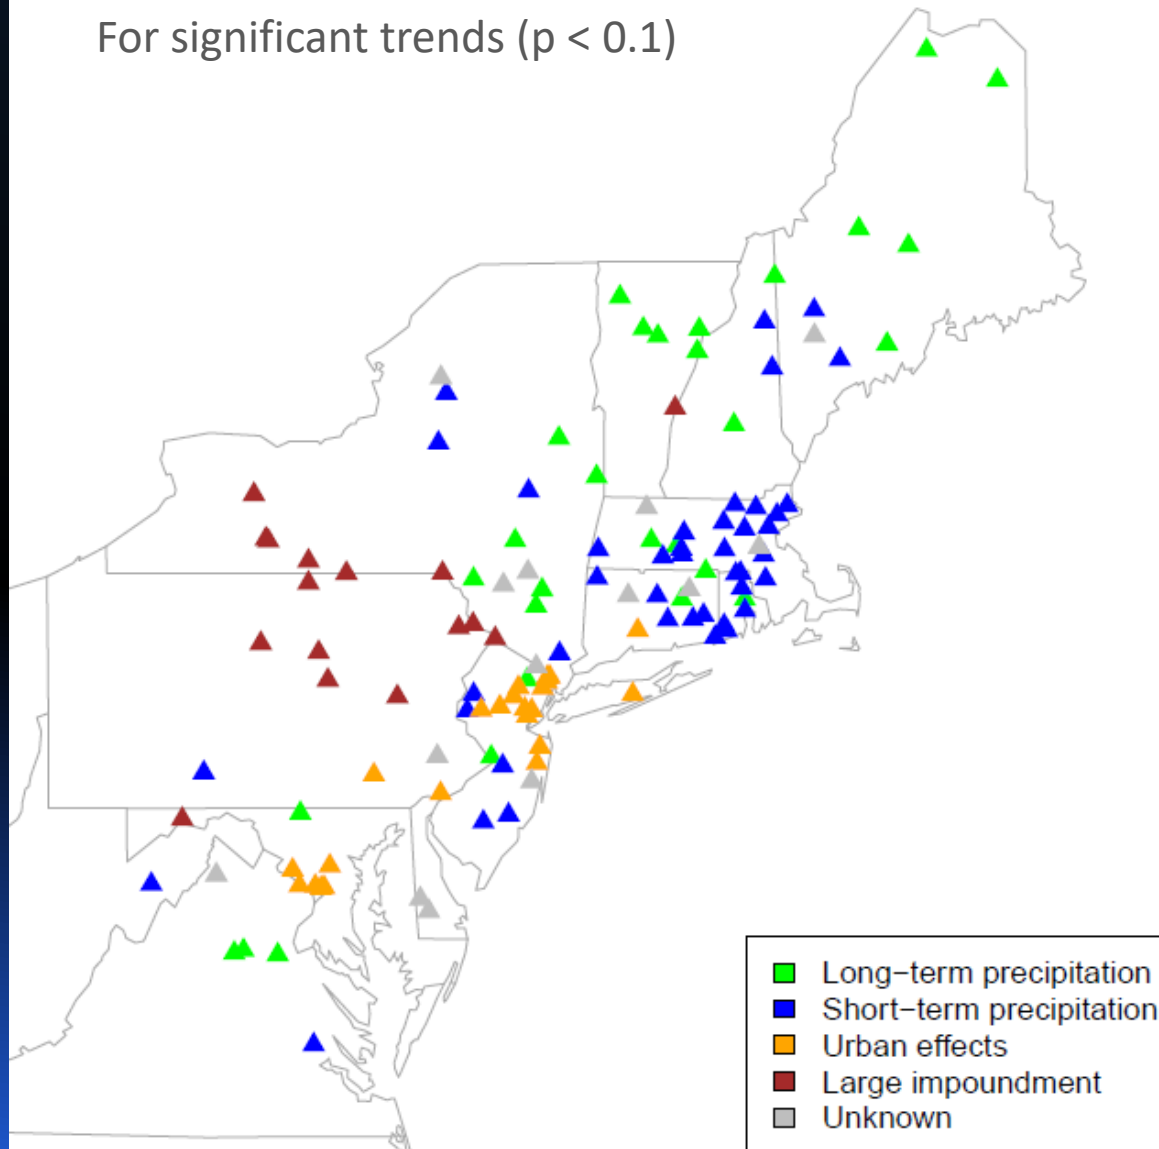 For significant trends (p < 0.1)
Long−term precipitation
Short−term precipitation
Urban effects
Large impoundment
Unknown